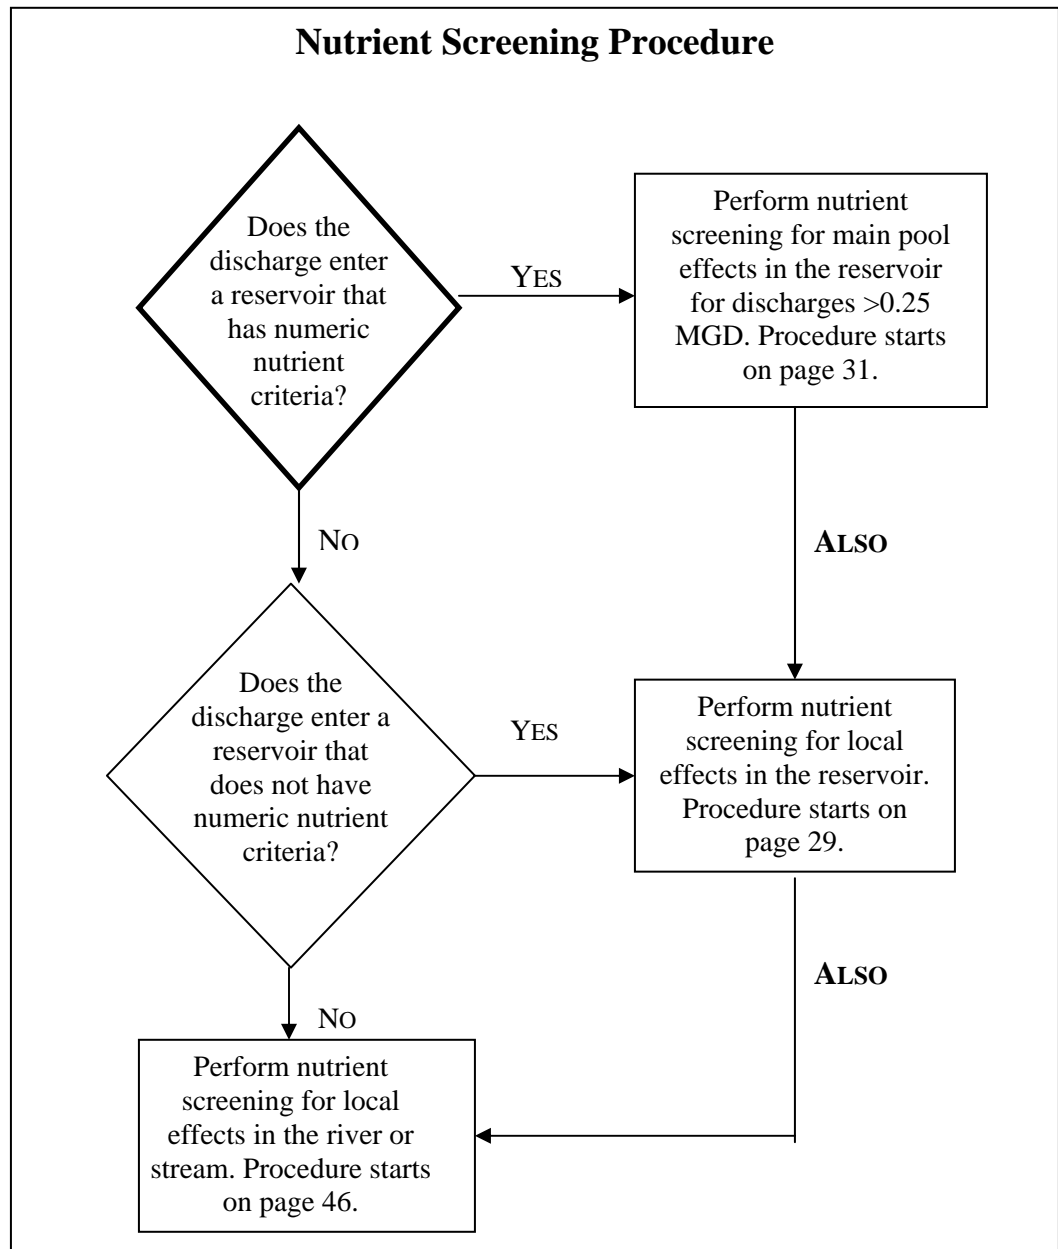 Nutrient Screening Procedure
Does the
discharge enter
a reservoir that
has numeric
nutrient
criteria?
YES
Perform nutrient
screening for main pool
effects in the reservoir
for discharges >0.25
MGD. Procedure starts
on page 31.
NO
ALSO
Does the
discharge enter a
reservoir that
does not have
numeric nutrient
criteria?
YES
Perform nutrient
screening for local
effects in the reservoir.
Procedure starts on
page 29.
NO
ALSO
Perform nutrient
screening for local
effects in the river or
stream. Procedure starts
on page 46.